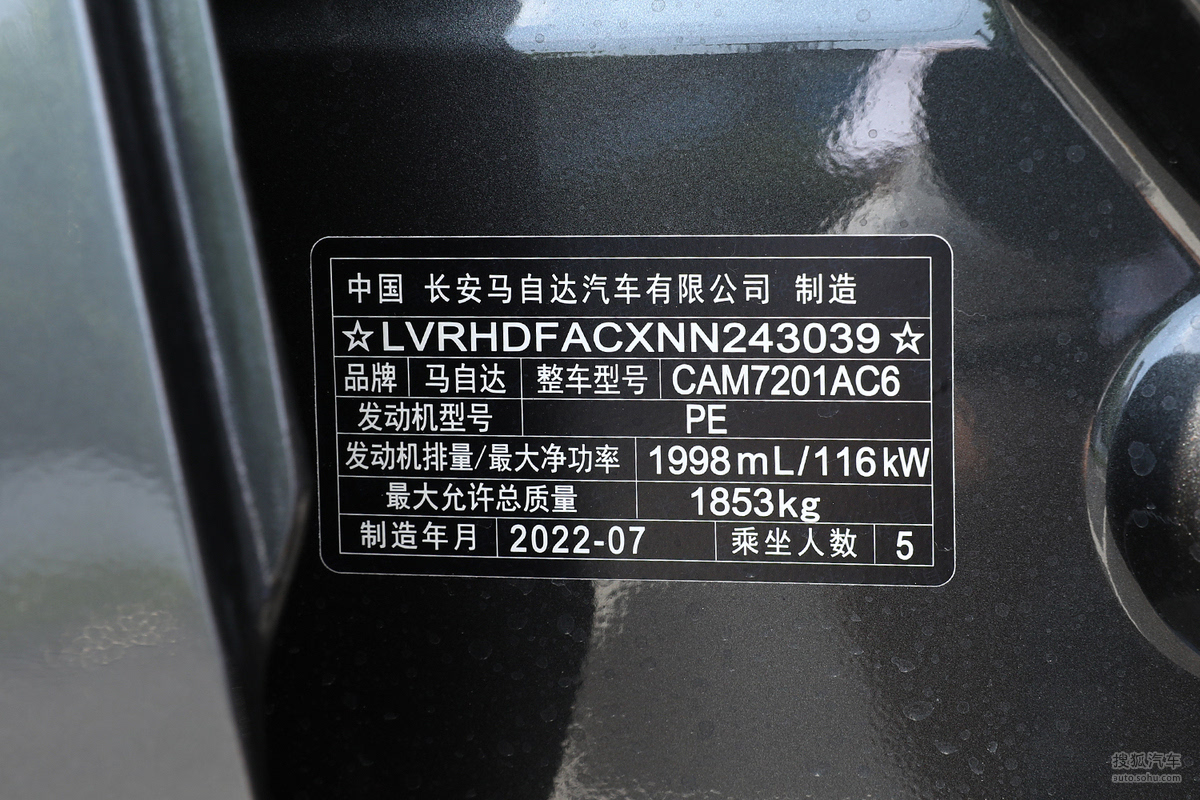 中国 长安马自达汽车有限公司 制造
☆LVRHDFACXNN243039☆
品牌 马自达 整车型号 CAM7201AC6
发动机型号 PE
发动机排量/最大净功率 1998mL/116kW
最大允许总质量 1853kg
制造年月 2022-07 乘坐人数 5
搜狐汽车
auto.sohu.com